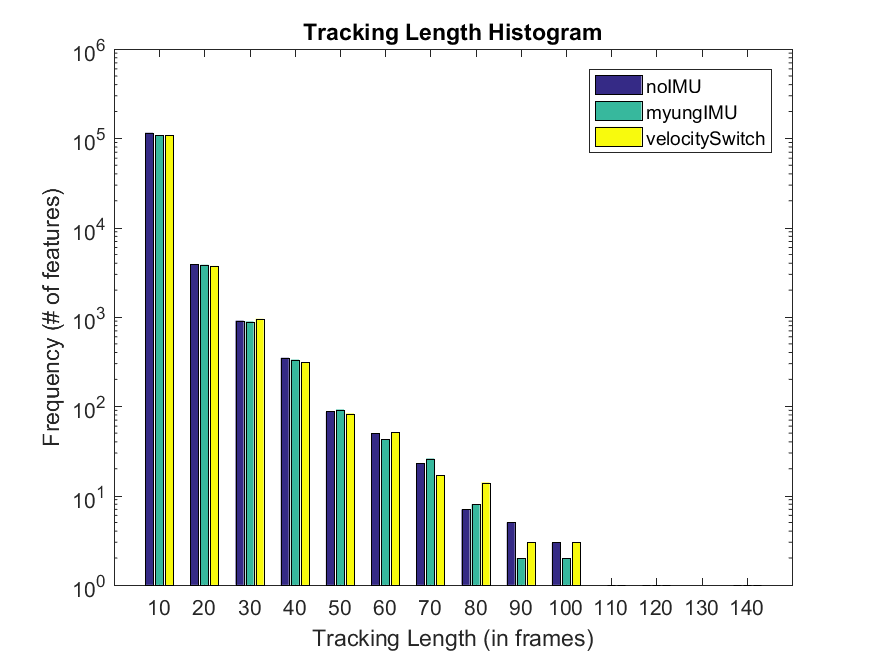 Tracking Length Histogram
10^6
10^5
10^4
10^3
10^2
10^1
10^0
Frequency (# of features)
noIMU
myungIMU
velocitySwitch
10 20 30 40 50 60 70 80 90 100 110 120 130 140
Tracking Length (in frames)